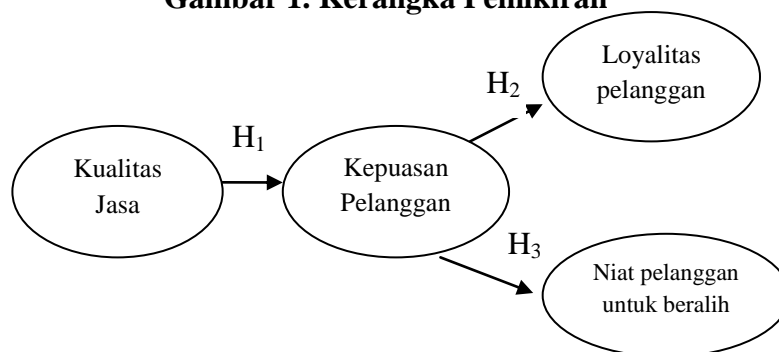 Gambar 1. Kerangka Pemikiran
Loyalitas
pelanggan
H₂
H₁
Kualitas
Jasa
Kepuasan
Pelanggan
H₃
Niat pelanggan
untuk beralih